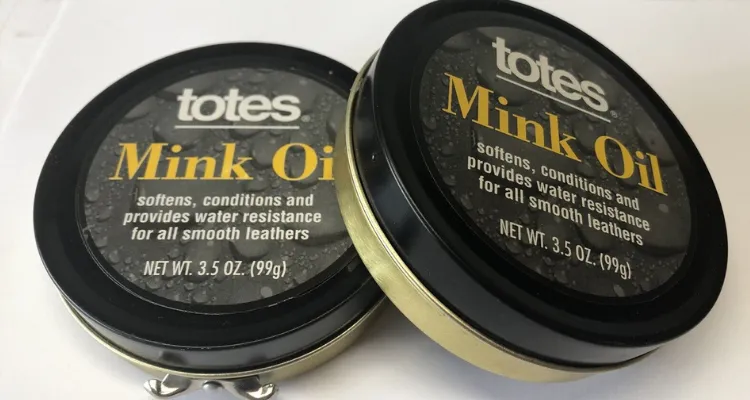 totes®
Mink Oi
softens, conditions and
provides water resistance
for all smooth leathers
NET WT. 3.5 OZ. (99g)
totes®
Mink Oil
softens, conditions and
provides water resistance
for all smooth leathers
NET WT. 3.5 OZ. (99g)